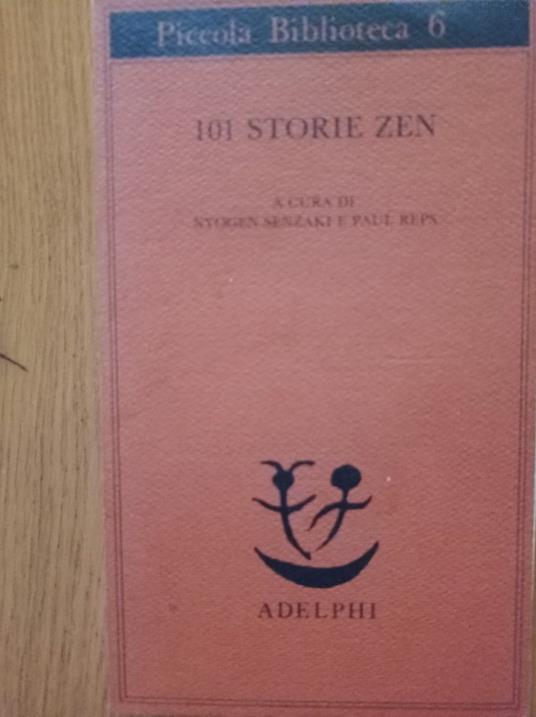 Piccola Biblioteca 6
101 STORIE ZEN
A CURA DI
NYOGEN SENZAKI E PAUL REPS
ADELPHI